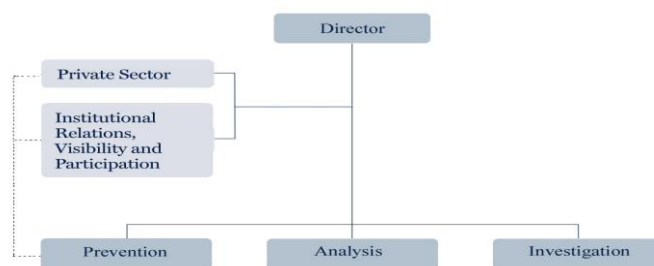 Director
Private Sector
Institutional
Relations,
Visibility and
Participation
Prevention
Analysis
Investigation